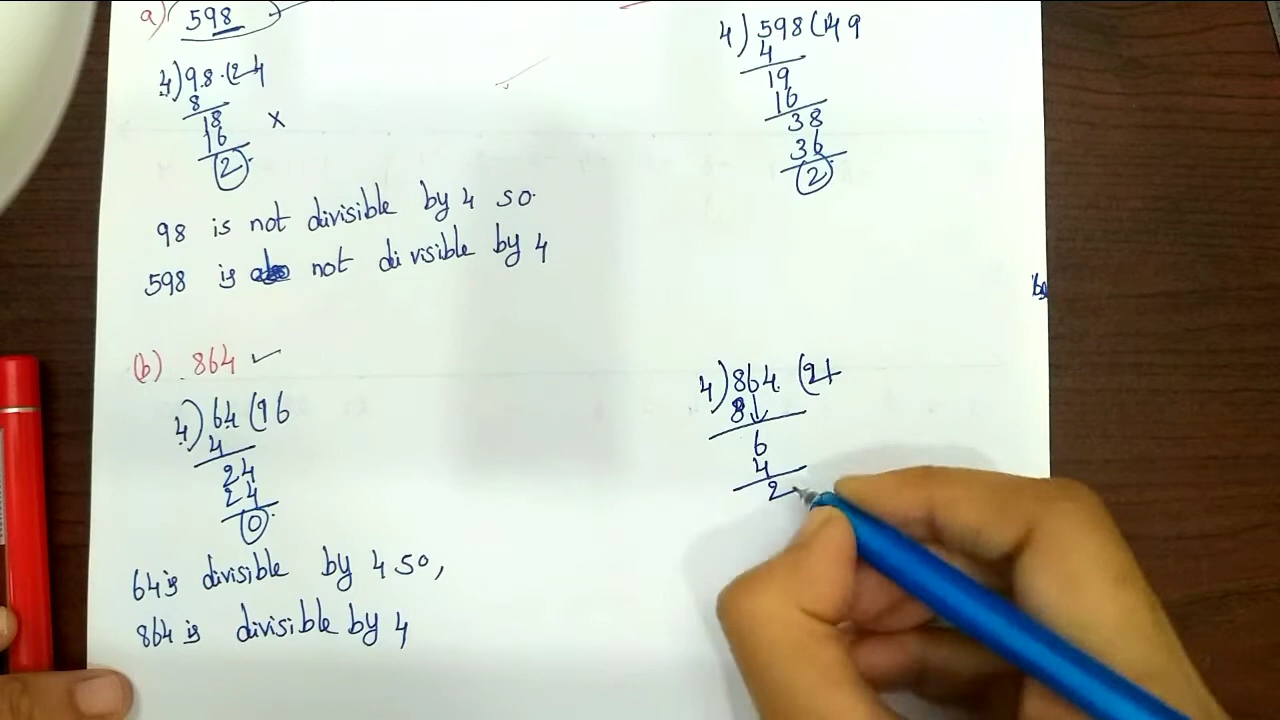 a) 598
4) 98 (24
8
18
16 x
2
98 is not divisible by 4 so
598 is not divisible by 4
4) 598 (149
4
19
16
38
36
2
(b) 864 ✓
4) 64 (16
4
24
24
0
64 is divisible by 4 so,
864 is divisible by 4
4) 864 (21
8
6
4
2